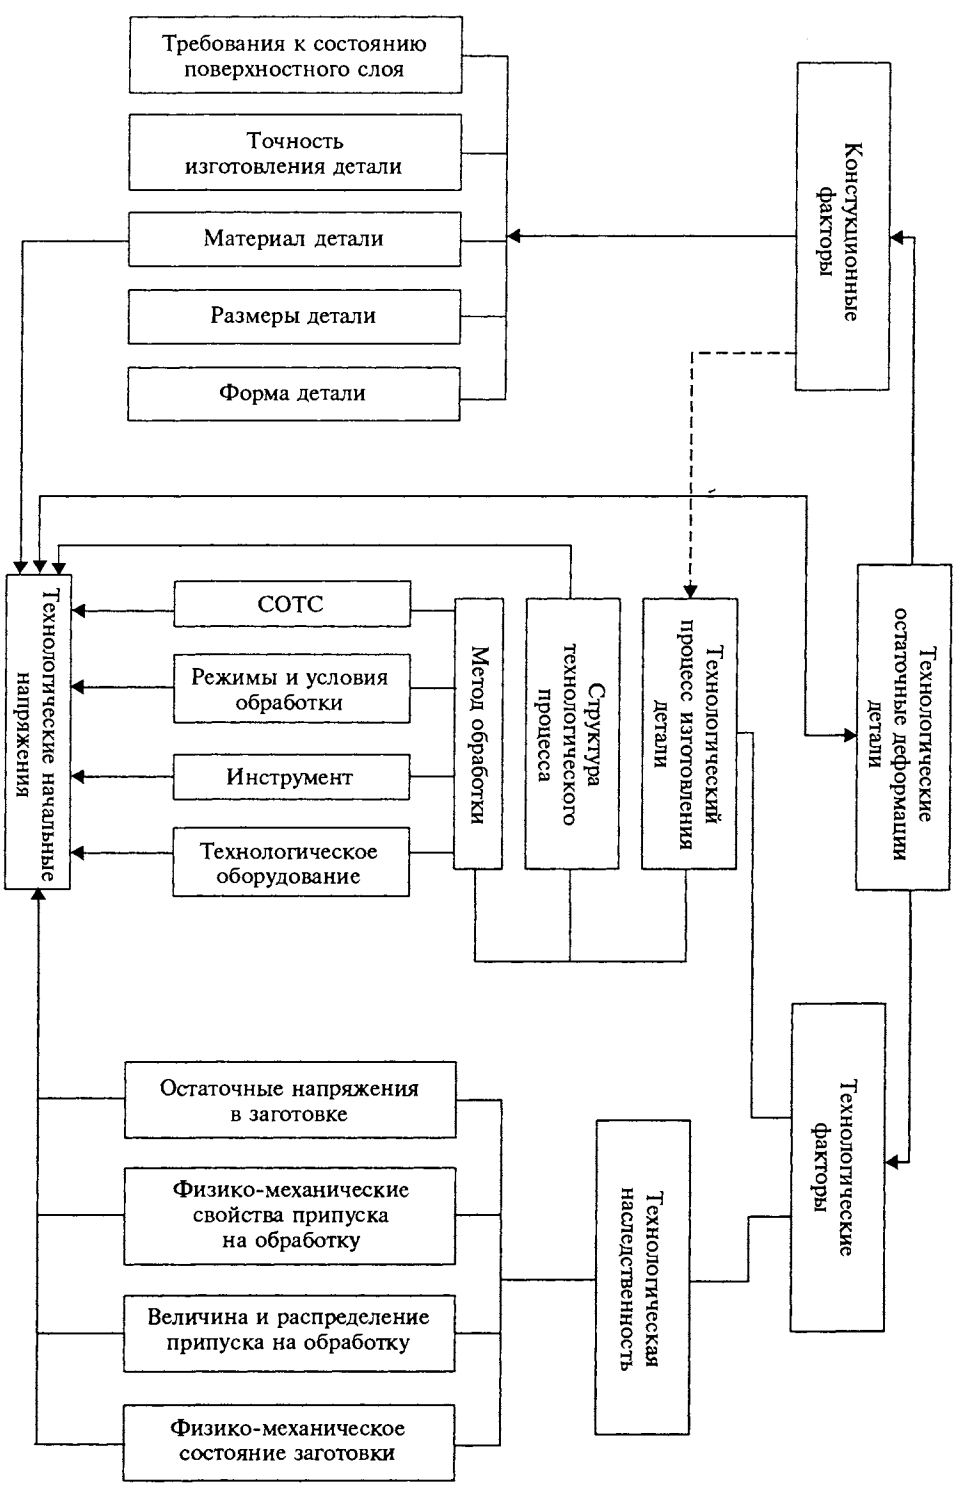 Требования к состоянию
поверхностного слоя
Точность
изготовления детали
Материал детали
Размеры детали
Форма детали
Констукционные
факторы
Технологические
остаточные деформации
детали
Технологический
процесс изготовления
детали
Структура
технологического
процесса
Метод обработки
СОТС
Режимы и условия
обработки
Инструмент
Технологическое
оборудование
Технологические начальные
напряжения
Технологические
факторы
Технологическая
наследственность
Остаточные напряжения
в заготовке
Физико-механические
свойства припуска
на обработку
Величина и распределение
припуска на обработку
Физико-механическое
состояние заготовки